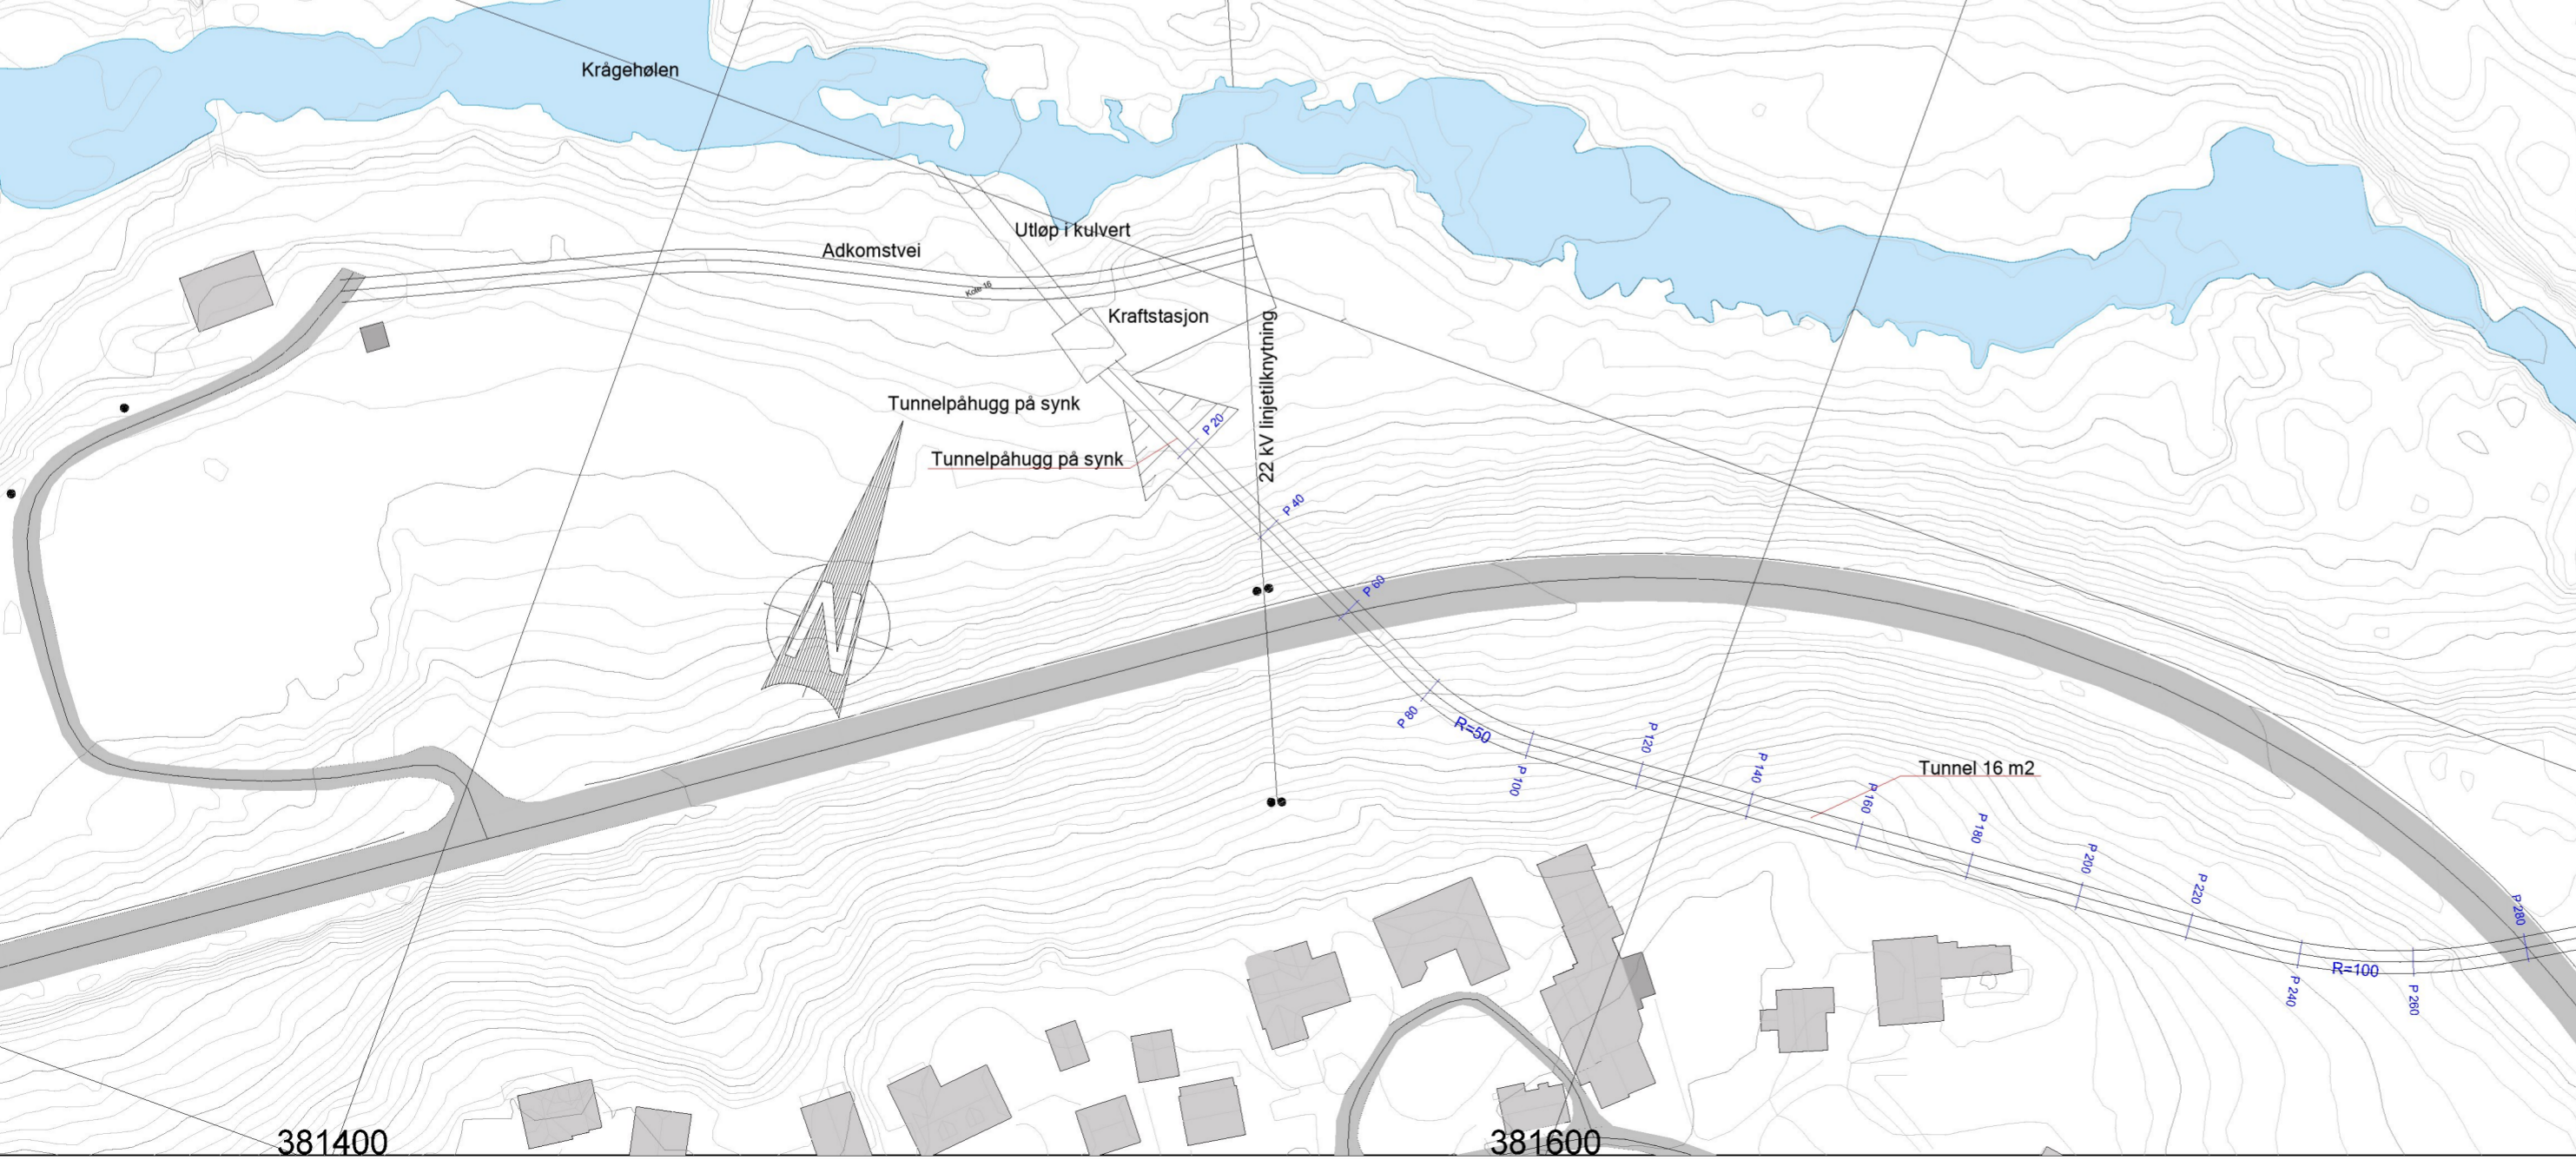 Krågehølen
Utløp i kulvert
Adkomstvei
Kote 16
Kraftstasjon
22 kV linjetilknytning
Tunnelpåhugg på synk
Tunnelpåhugg på synk
P 20
P 40
P 60
P 80
R=50
P 100
P 120
P 140
P 160
Tunnel 16 m2
P 180
P 200
P 220
P 240
R=100
P 260
P 280
N
381400
381600